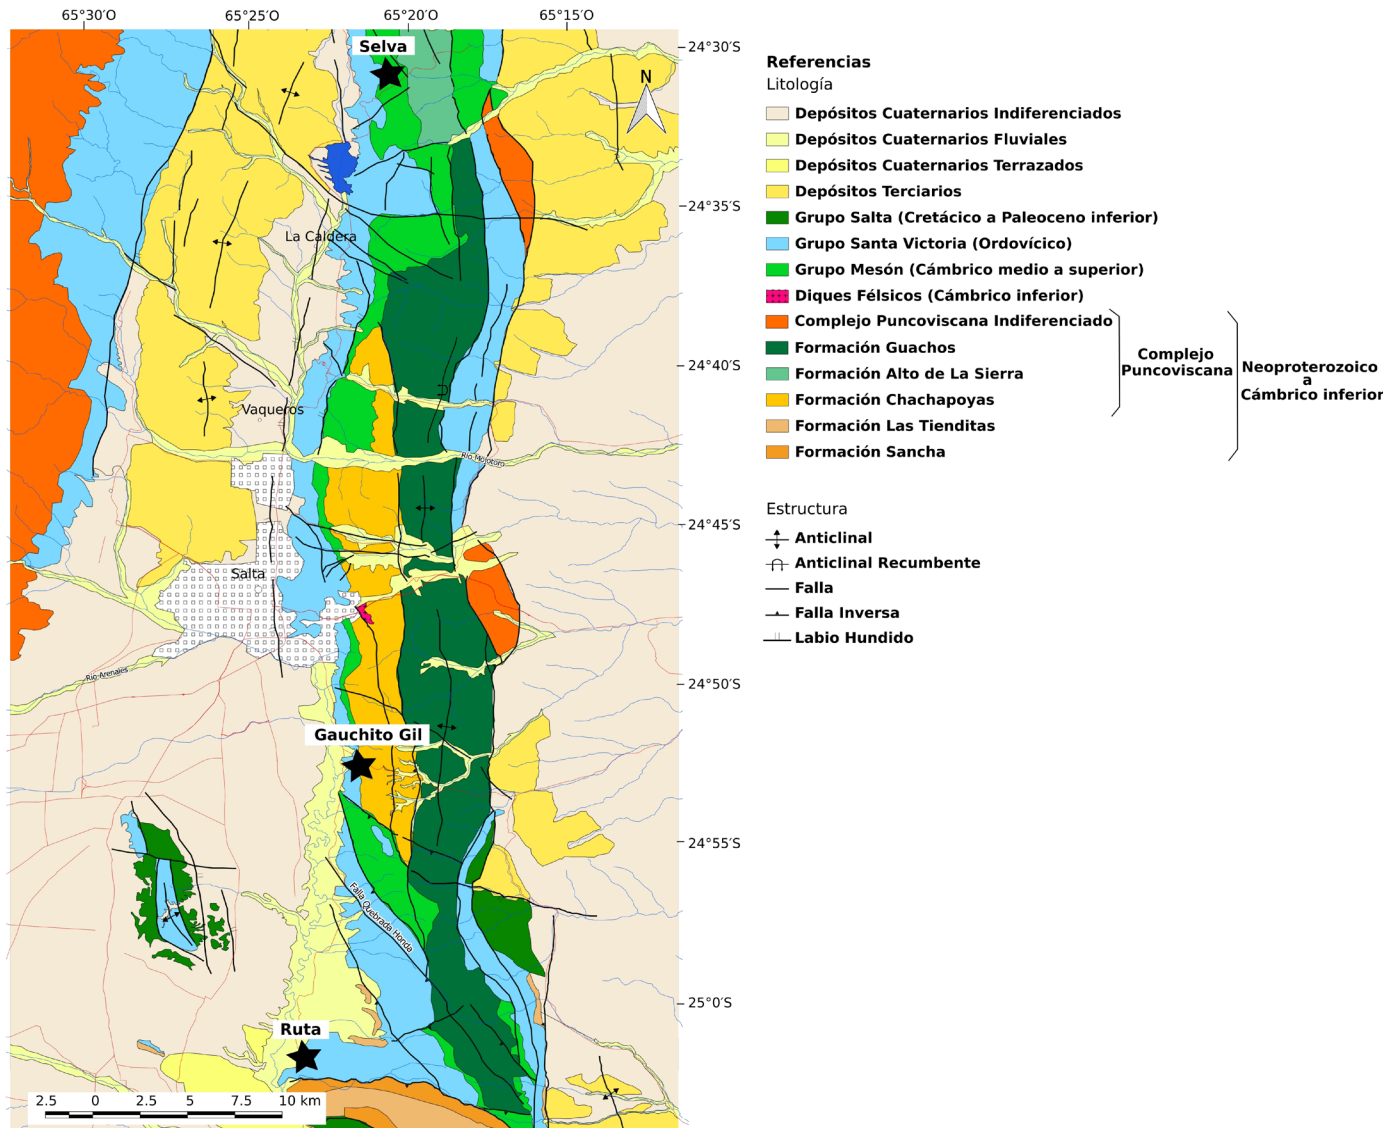 65°30′O 65°25′O 65°20′O 65°15′O
Selva
24°30′S
N
24°35′S
La Caldera
24°40′S
Vaqueros
Río Mojotoro
24°45′S
Salta
Río Arenales
24°50′S
Gauchito Gil
24°55′S
Falla Quebrada Honda
25°0′S
Ruta
2.5 0 2.5 5 7.5 10 km
Referencias
Litología
Depósitos Cuaternarios Indiferenciados
Depósitos Cuaternarios Fluviales
Depósitos Cuaternarios Terrazados
Depósitos Terciarios
Grupo Salta (Cretácico a Paleoceno inferior)
Grupo Santa Victoria (Ordovícico)
Grupo Mesón (Cámbrico medio a superior)
Diques Félsicos (Cámbrico inferior)
Complejo Puncoviscana Indiferenciado
Formación Guachos
Formación Alto de La Sierra
Formación Chachapoyas
Formación Las Tienditas
Formación Sancha
Complejo
Puncoviscana
Neoproterozoico
a
Cámbrico inferior
Estructura
Anticlinal
Anticlinal Recumbente
Falla
Falla Inversa
Labio Hundido